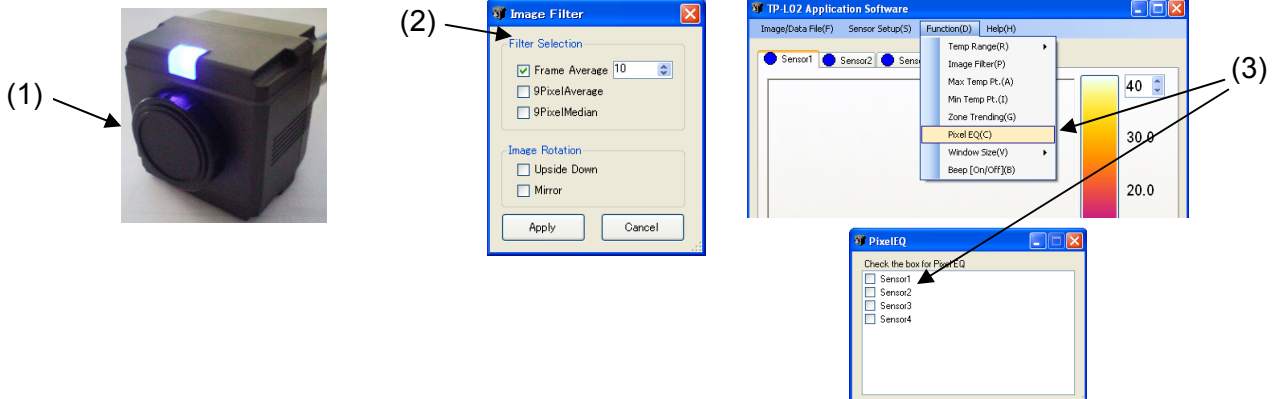 (1)
(2)
Image Filter
Filter Selection
Frame Average 10
9PixelAverage
9PixelMedian
Image Rotation
Upside Down
Mirror
Apply Cancel
TP-L02 Application Software
Image/Data File(F) Sensor Setup(S) Function(D) Help(H)
Sensor1 Sensor2
Temp Range(R)
Image Filter(P)
Max Temp Pt.(A)
Min Temp Pt.(I)
Zone Trending(G)
Pixel EQ(C)
Window Size(V)
Beep [On/Off](B)
40
30.0
20.0
(3)
PixelEQ
Check the box for Pixel EQ
Sensor1
Sensor2
Sensor3
Sensor4